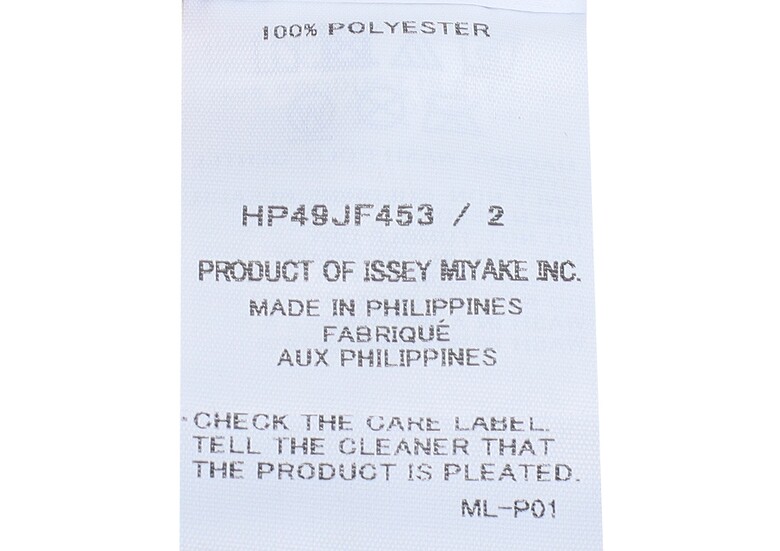 100% POLYESTER
HP49JF453 / 2
PRODUCT OF ISSEY MIYAKE INC.
MADE IN PHILIPPINES
FABRIQUÉ
AUX PHILIPPINES
·CHECK THE CARE LABEL.
TELL THE CLEANER THAT
THE PRODUCT IS PLEATED.
ML-P01